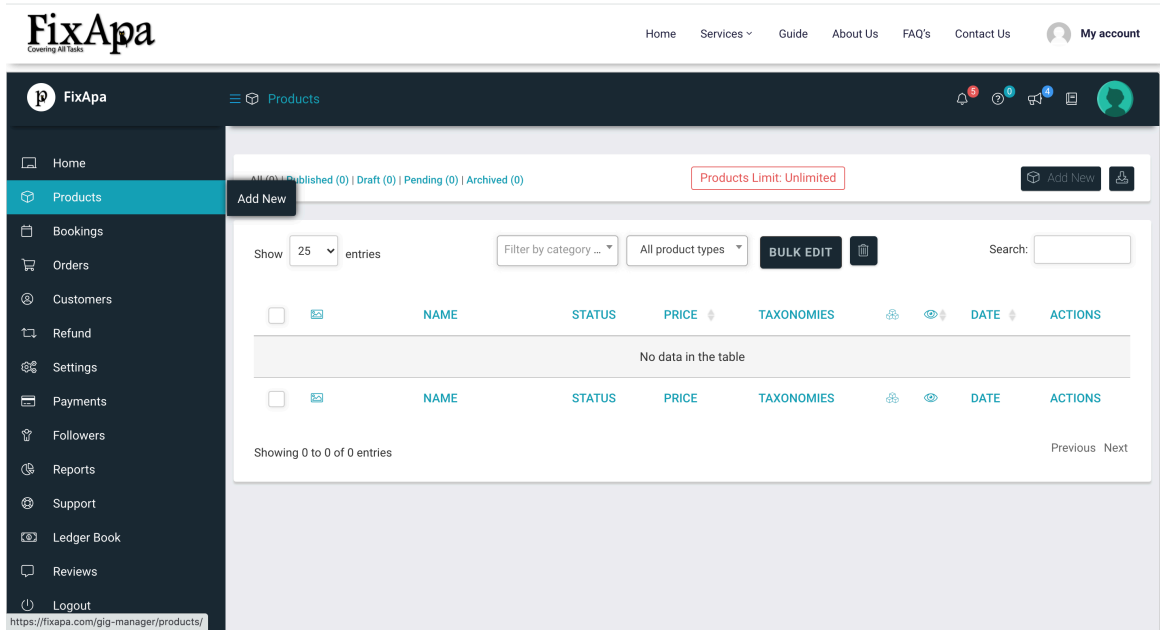 FixApa
Covering All Tasks
Home Services Guide About Us FAQ's Contact Us My account
FixApa
Products
5 0 4
Home
Products
Add New
Bookings
Orders
Customers
Refund
Settings
Payments
Followers
Reports
Support
Ledger Book
Reviews
Logout
https://fixapa.com/gig-manager/products/
All (0) | Published (0) | Draft (0) | Pending (0) | Archived (0)
Products Limit: Unlimited
Add New
Show 25 entries
Filter by category ...
All product types
BULK EDIT
Search:
NAME STATUS PRICE TAXONOMIES DATE ACTIONS
No data in the table
NAME STATUS PRICE TAXONOMIES DATE ACTIONS
Showing 0 to 0 of 0 entries
Previous Next